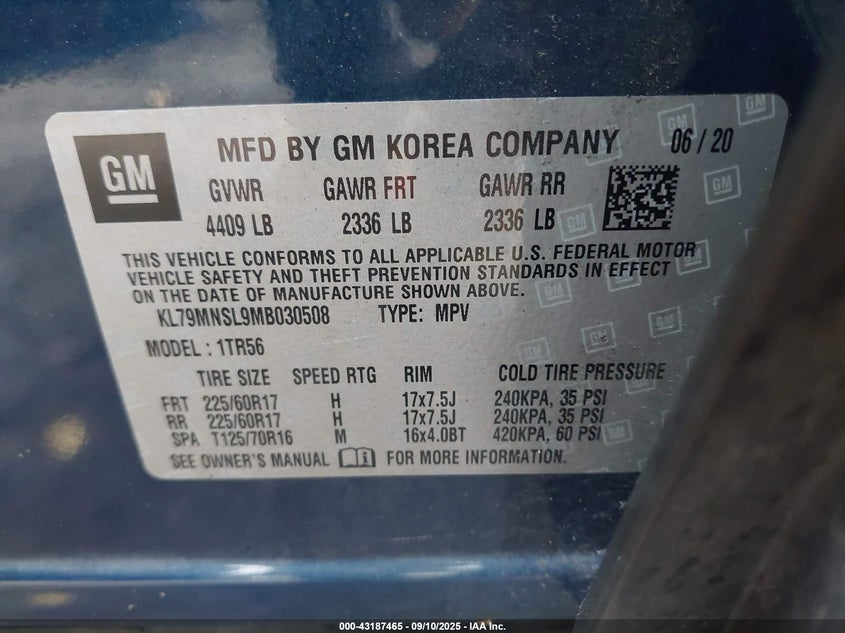 GM
MFD BY GM KOREA COMPANY 06/20
GVWR GAWR FRT GAWR RR
4409 LB 2336 LB 2336 LB
THIS VEHICLE CONFORMS TO ALL APPLICABLE U.S. FEDERAL MOTOR
VEHICLE SAFETY AND THEFT PREVENTION STANDARDS IN EFFECT
ON THE DATE OF MANUFACTURE SHOWN ABOVE.
KL79MNSL9MB030508 TYPE: MPV
MODEL : 1TR56
TIRE SIZE SPEED RTG RIM COLD TIRE PRESSURE
FRT 225/60R17 H 17x7.5J 240KPA, 35 PSI
RR 225/60R17 H 17x7.5J 240KPA, 35 PSI
SPA T125/70R16 M 16x4.0BT 420KPA, 60 PSI
SEE OWNER'S MANUAL FOR MORE INFORMATION.
000-43187465 - 09/10/2025 - IAA Inc.